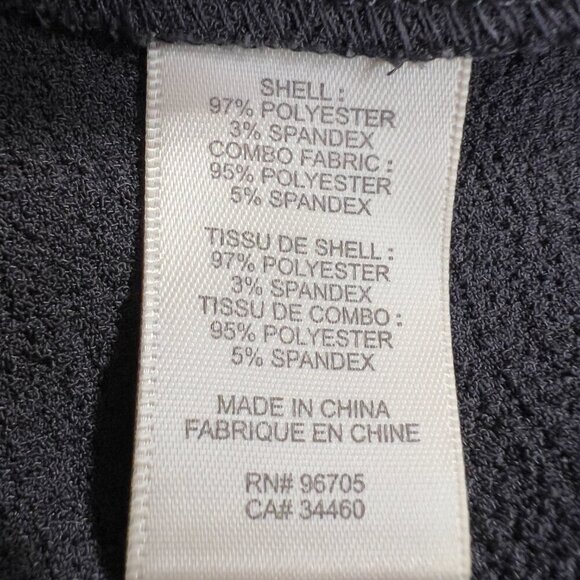 SHELL :
97% POLYESTER
3% SPANDEX
COMBO FABRIC :
95% POLYESTER
5% SPANDEX
TISSU DE SHELL :
97% POLYESTER
3% SPANDEX
TISSU DE COMBO :
95% POLYESTER
5% SPANDEX
MADE IN CHINA
FABRIQUE EN CHINE
RN# 96705
CA# 34460